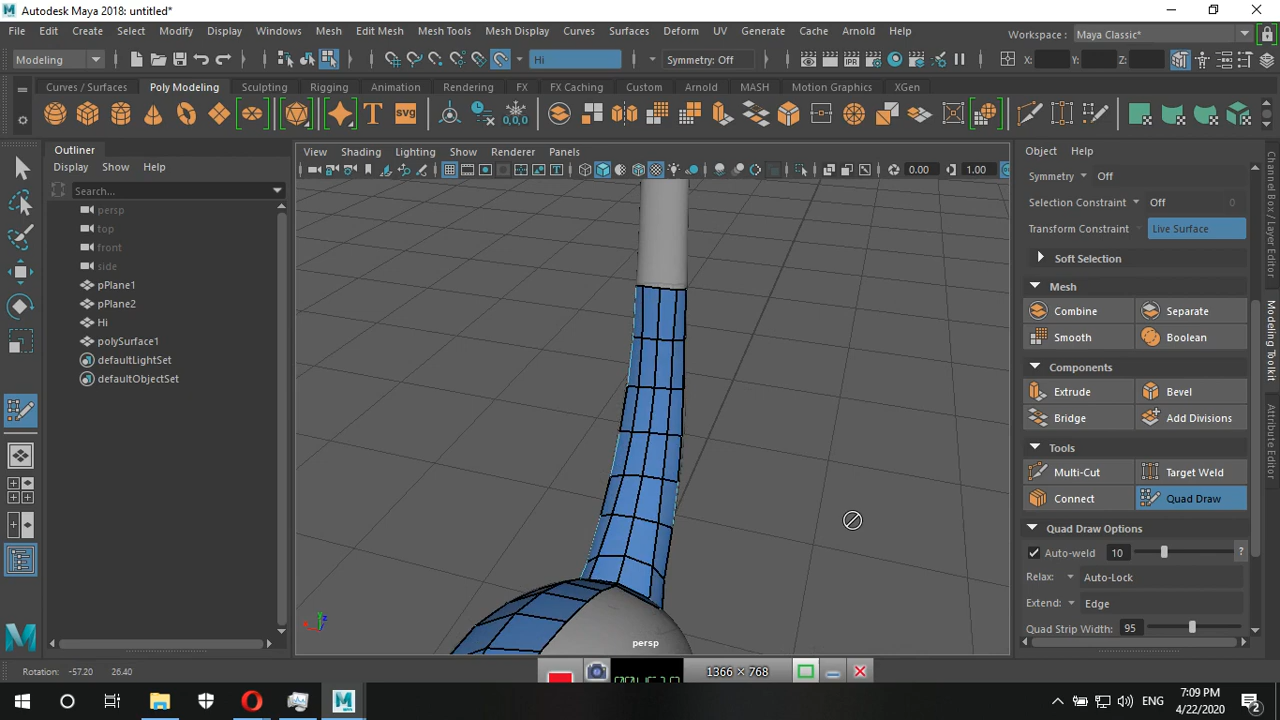 Autodesk Maya 2018: untitled*
File Edit Create Select Modify Display Windows Mesh Edit Mesh Mesh Tools Mesh Display Curves Surfaces Deform UV Generate Cache Arnold Help
Workspace : Maya Classic*
Modeling Hi Symmetry: Off IPR X: Y: Z:
Curves / Surfaces Poly Modeling Sculpting Rigging Animation Rendering FX FX Caching Custom Arnold MASH Motion Graphics XGen
T SVG 0,0,0
Outliner
Display Show Help
Search...
persp
top
front
side
pPlane1
pPlane2
Hi
polySurface1
defaultLightSet
defaultObjectSet
View Shading Lighting Show Renderer Panels
0.00 1.00
persp
Object Help
Symmetry Off
Selection Constraint Off 0
Transform Constraint Live Surface
Soft Selection
Mesh
Combine Separate
Smooth Boolean
Components
Extrude Bevel
Bridge Add Divisions
Tools
Multi-Cut Target Weld
Connect Quad Draw
Quad Draw Options
Auto-weld 10 ?
Relax: Auto-Lock
Extend: Edge
Quad Strip Width: 95
Channel Box / Layer Editor
Modeling Toolkit
Attribute Editor
Rotation: -57.20 26.40
1366 × 768
ENG
7:09 PM
4/22/2020
2